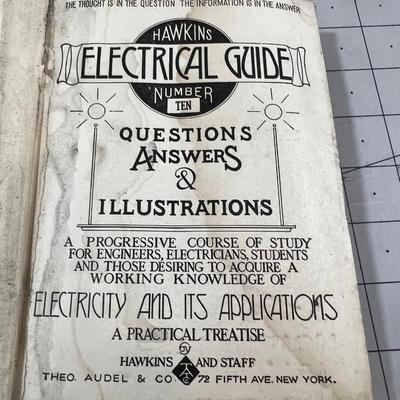 THE THOUGHT IS IN THE QUESTION THE INFORMATION IS IN THE ANSWER
HAWKINS
ELECTRICAL GUIDE
NUMBER
TEN
QUESTIONS
ANSWERS
&
ILLUSTRATIONS
A PROGRESSIVE COURSE OF STUDY
FOR ENGINEERS, ELECTRICIANS, STUDENTS
AND THOSE DESIRING TO ACQUIRE A
WORKING KNOWLEDGE OF
ELECTRICITY AND ITS APPLICATIONS
A PRACTICAL TREATISE
by
HAWKINS AND STAFF
THEO. AUDEL & CO. 72 FIFTH AVE. NEW YORK.